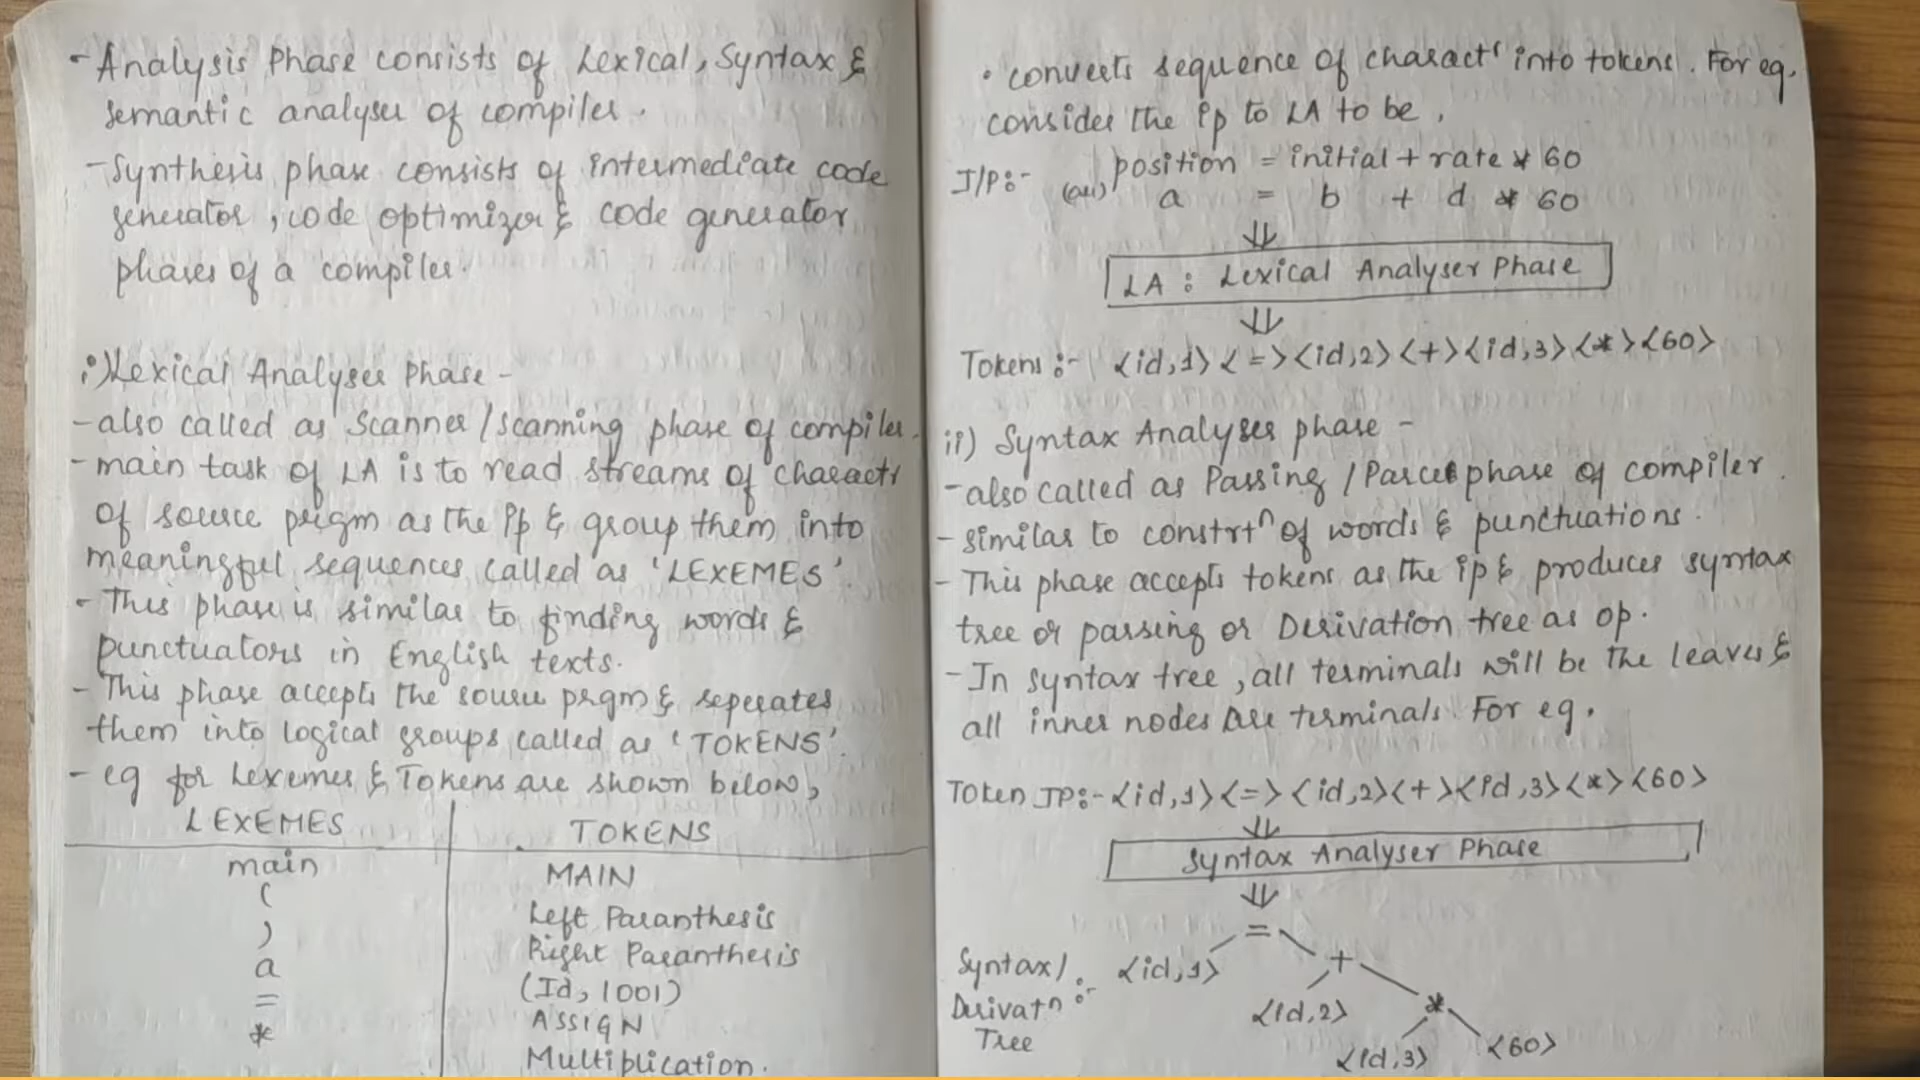 - Analysis Phase consists of Lexical, Syntax &
semantic analyser of compiler.
- Synthesis phase consists of intermediate code
generator, code optimizer & code generator
phases of a compiler.
i) Lexical Analyser Phase -
- also called as Scanner / Scanning phase of compiler.
- main task of LA is to read streams of charactr
of source prgm as the ip & group them into
meaningful sequences called as 'LEXEMES'.
- This phase is similar to finding words &
punctuators in English texts.
- This phase accepts the source prgm & seperates
them into logical groups called as 'TOKENS'.
- eg for Lexemes & Tokens are shown below,
LEXEMES TOKENS
main MAIN
( Left Paranthesis
) Right Paranthesis
a (Id, 1001)
= ASSIGN
* Multiplication.
• converts sequence of charactr into tokens. For eg,
consider the ip to LA to be,
I/P:- position = initial + rate * 60
(or) a = b + d * 60
⇓
LA : Lexical Analyser Phase
⇓
Tokens :- <id,1> <=> <id,2> <+> <id,3> <*> <60>
ii) Syntax Analyser phase -
- also called as Passing / Parcer phase of compiler.
- similar to constrtn of words & punctuations.
- This phase accepts tokens as the ip & produces syntax
tree or passing or Derivation tree as op.
- In syntax tree, all terminals will be the leaves &
all inner nodes are terminals. For eg.
Token IP:- <id,1> <=> <id,2> <+> <id,3> <*> <60>
⇓
Syntax Analyser Phase
⇓
=
Syntax/ <id,1> +
Derivatn :- <id,2> *
Tree <id,3> <60>